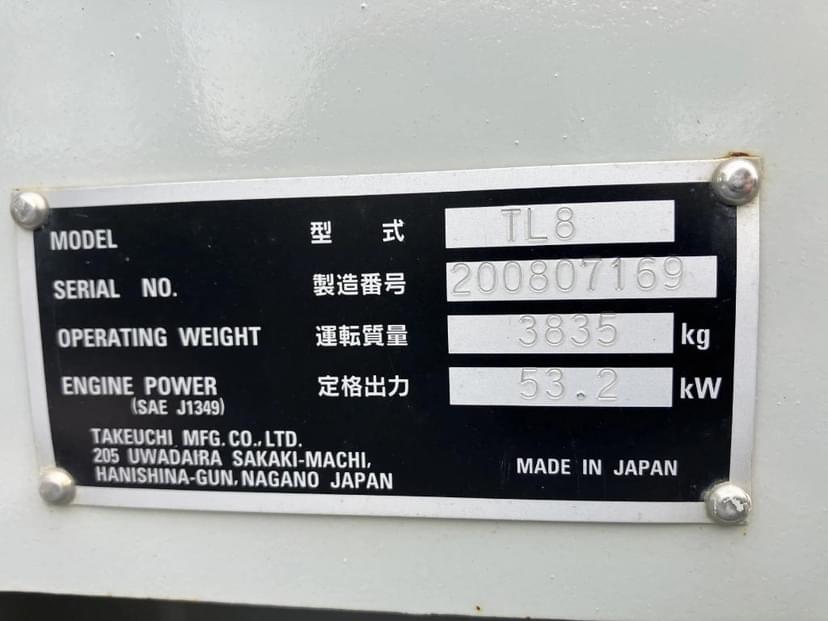 MODEL 型 式 TL8
SERIAL NO. 製造番号 200807169
OPERATING WEIGHT 運転質量 3835 kg
ENGINE POWER 定格出力 53.2 kW
(SAE J1349)
TAKEUCHI MFG. CO., LTD.
205 UWADAIRA SAKAKI-MACHI,
HANISHINA-GUN, NAGANO JAPAN MADE IN JAPAN